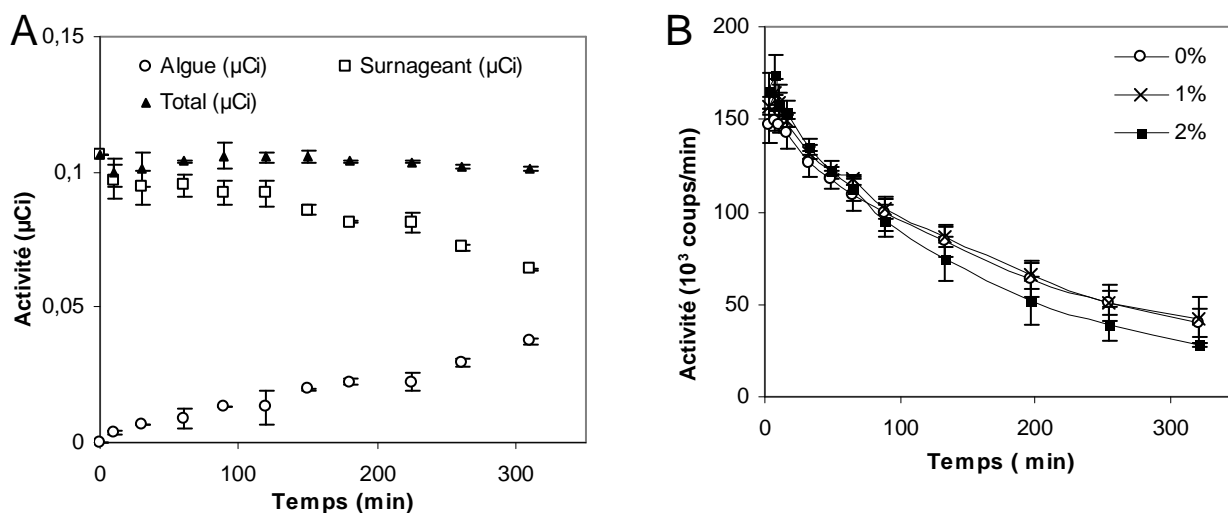 A
0,15
0,1
0,05
0
Activité (µCi)
Algue (µCi)
Surnageant (µCi)
Total (µCi)
0
100
200
300
Temps (min)
B
200
150
100
50
0
Activité (10³ coups/min)
0%
1%
2%
0
100
200
300
Temps ( min)